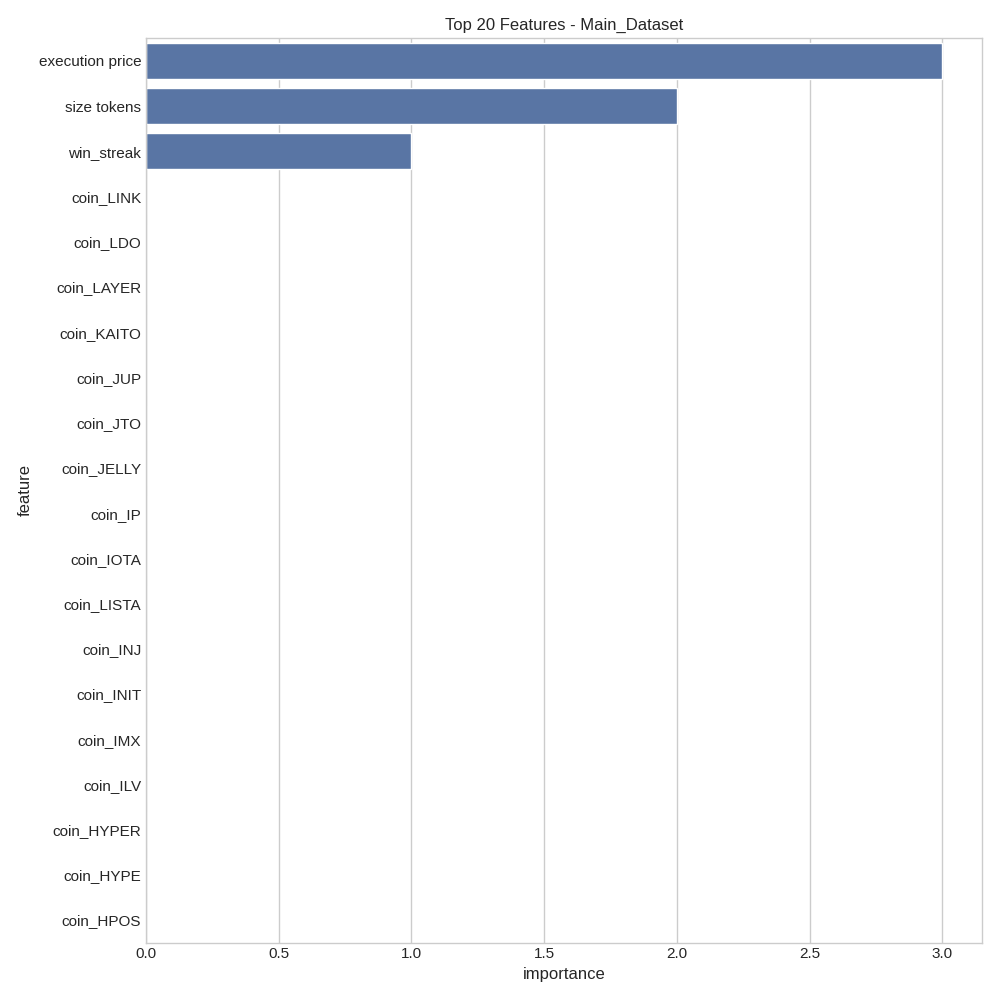 Top 20 Features - Main_Dataset
execution price
size tokens
win_streak
coin_LINK
coin_LDO
coin_LAYER
coin_KAITO
coin_JUP
coin_JTO
coin_JELLY
coin_IP
coin_IOTA
coin_LISTA
coin_INJ
coin_INIT
coin_IMX
coin_ILV
coin_HYPER
coin_HYPE
coin_HPOS
feature
0.0 0.5 1.0 1.5 2.0 2.5 3.0
importance